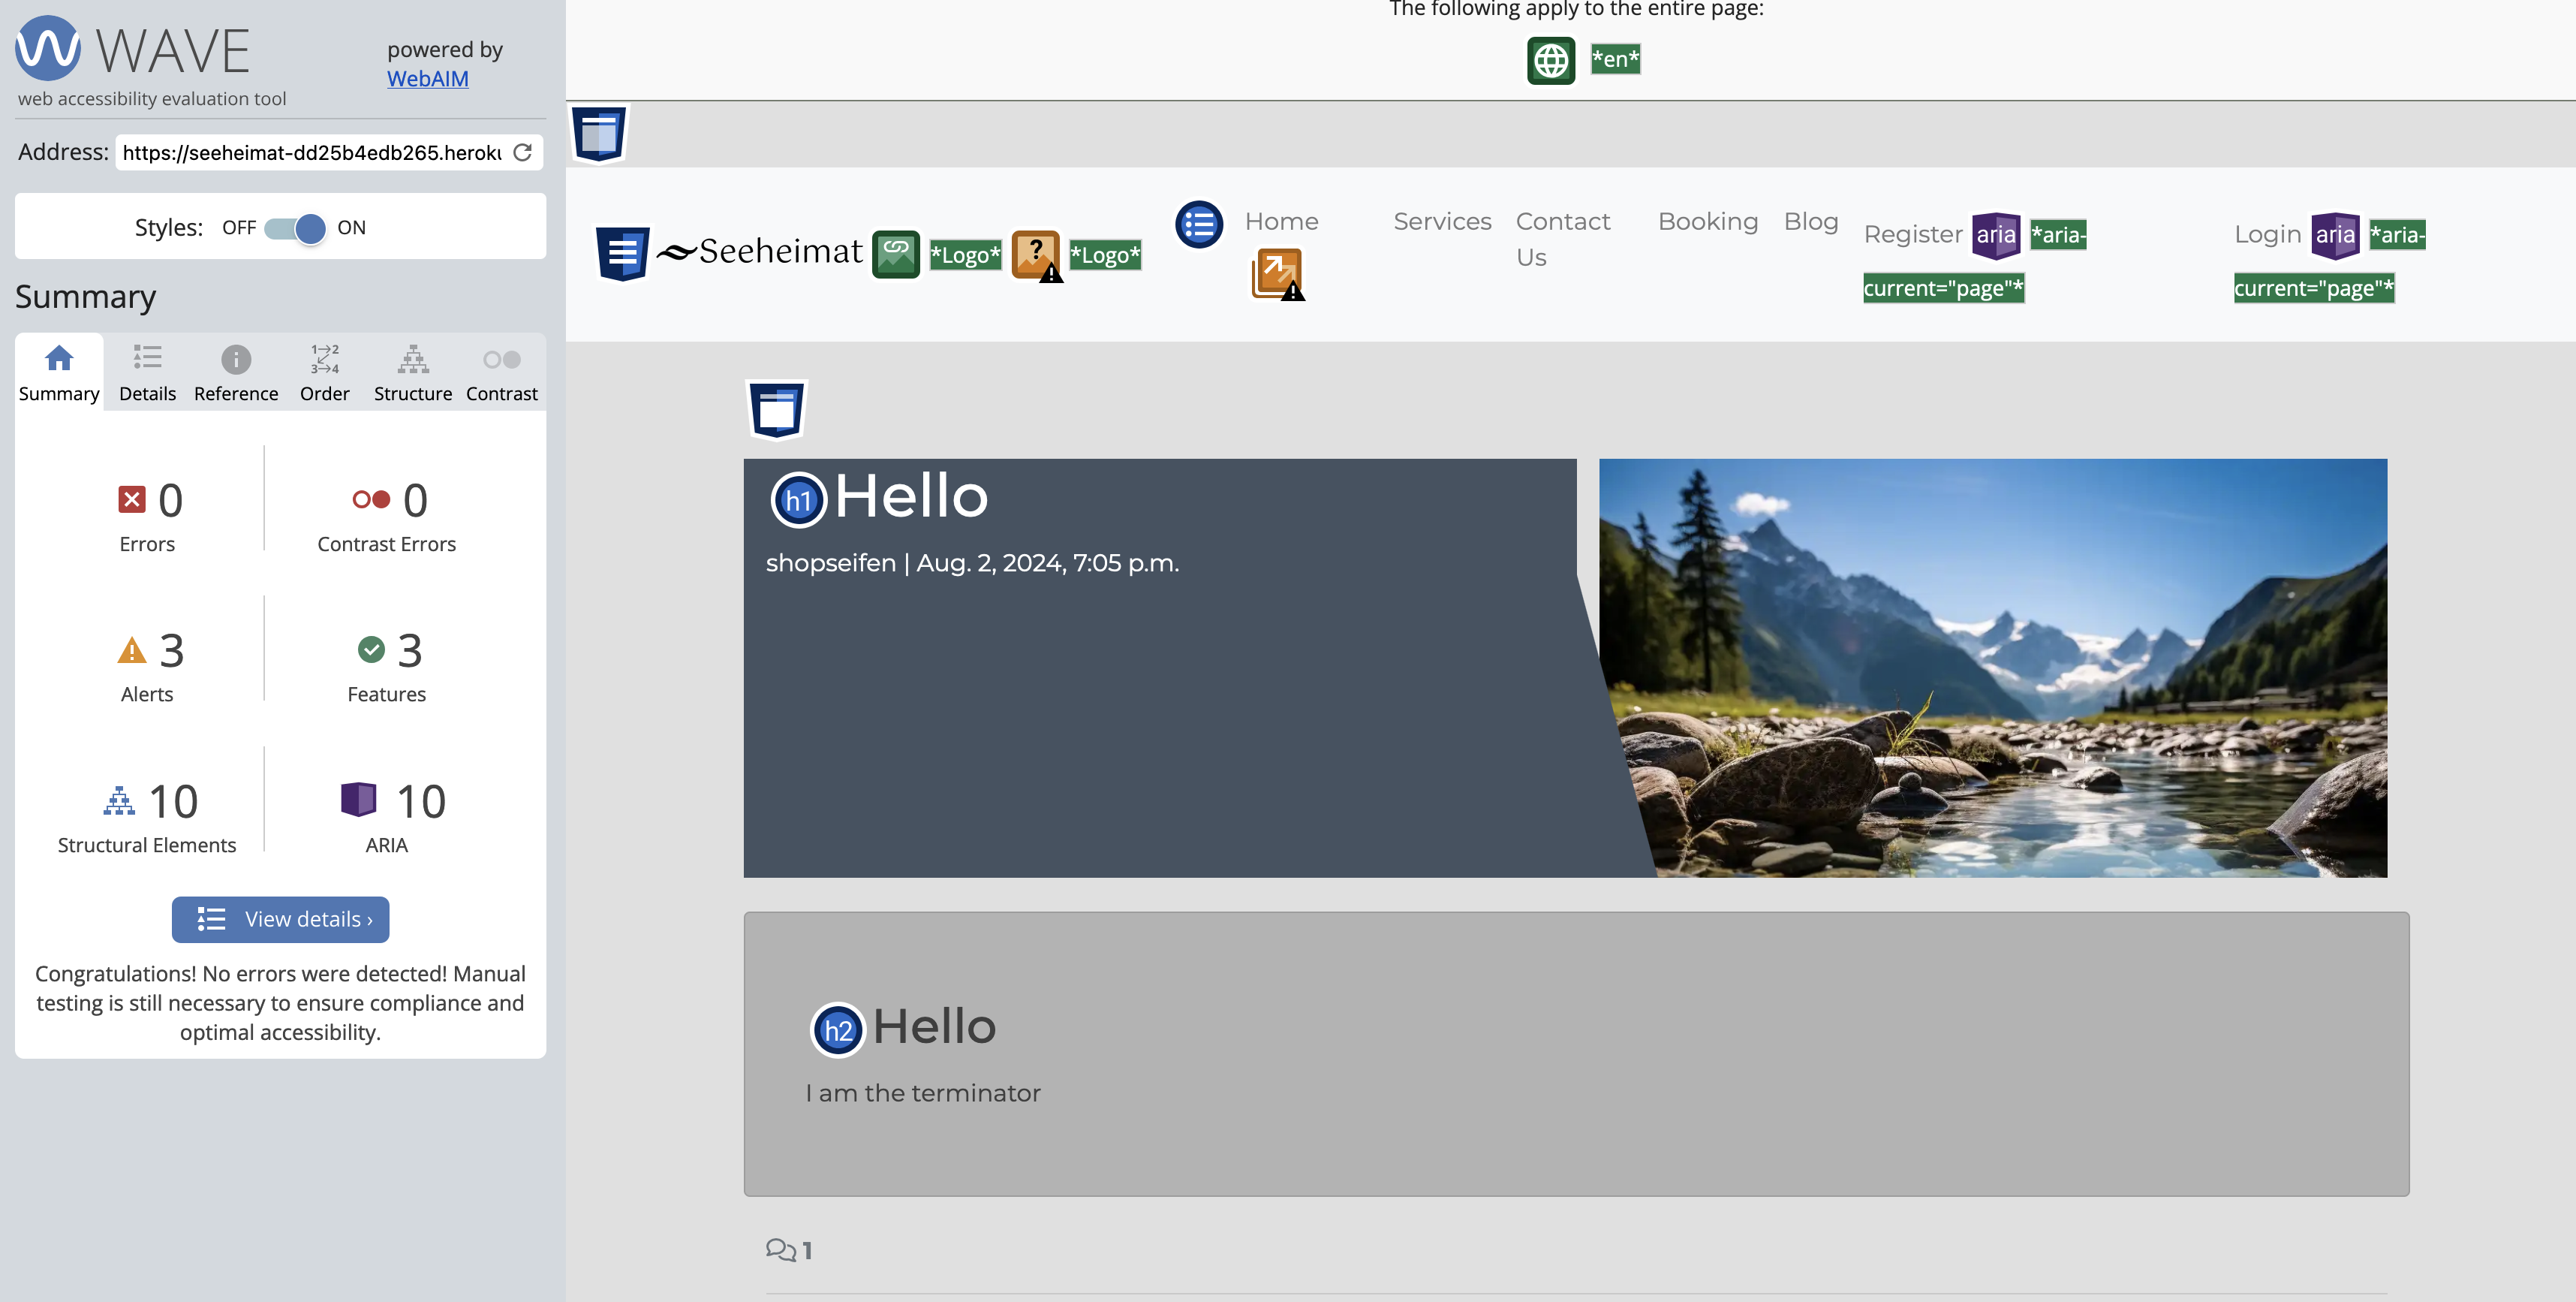 WAVE
powered by
WebAIM
web accessibility evaluation tool
Address: https://seeheimat-dd25b4edb265.heroku
Styles: OFF ON
Summary
Summary Details Reference Order Structure Contrast
0 Errors
0 Contrast Errors
3 Alerts
3 Features
10 Structural Elements
10 ARIA
View details ›
Congratulations! No errors were detected! Manual
testing is still necessary to ensure compliance and
optimal accessibility.
The following apply to the entire page:
*en*
Seeheimat *Logo* ? *Logo*
Home
Services
Contact
Us
Booking
Blog
Register aria *aria-
current="page"*
Login aria *aria-
current="page"*
h1 Hello
shopseifen | Aug. 2, 2024, 7:05 p.m.
h2 Hello
I am the terminator
1